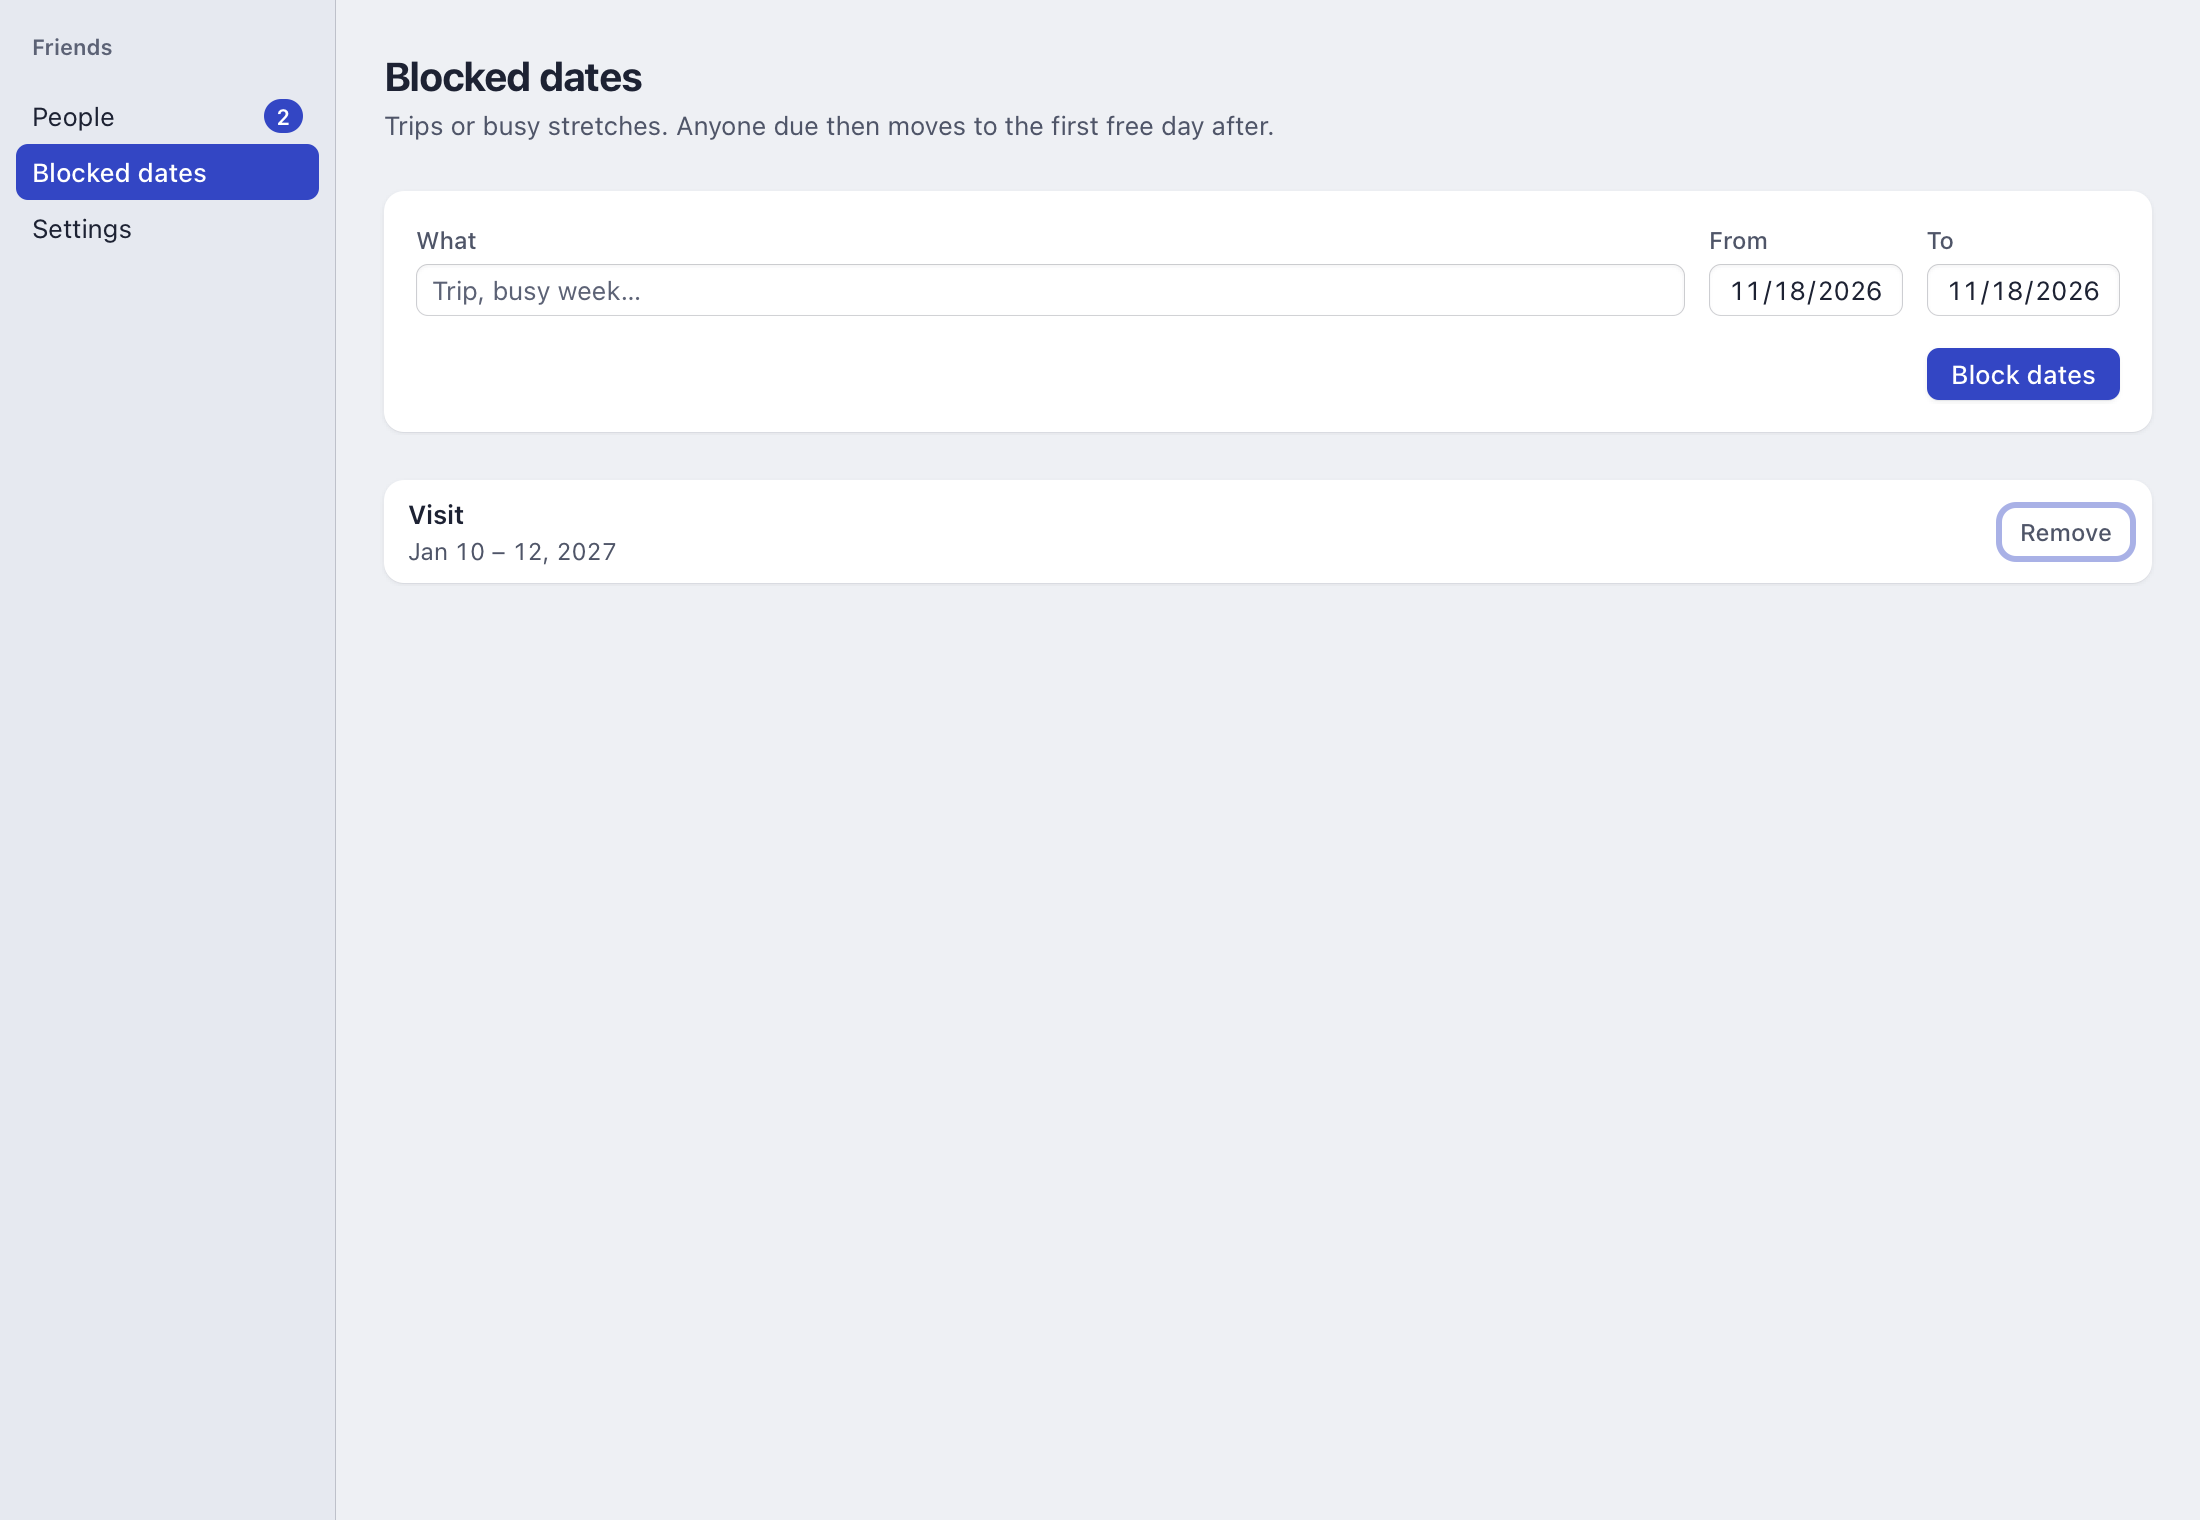 Friends
People 2
Blocked dates
Settings
Blocked dates
Trips or busy stretches. Anyone due then moves to the first free day after.
What From To
Trip, busy week... 11/18/2026 11/18/2026
Block dates
Visit
Jan 10 – 12, 2027
Remove